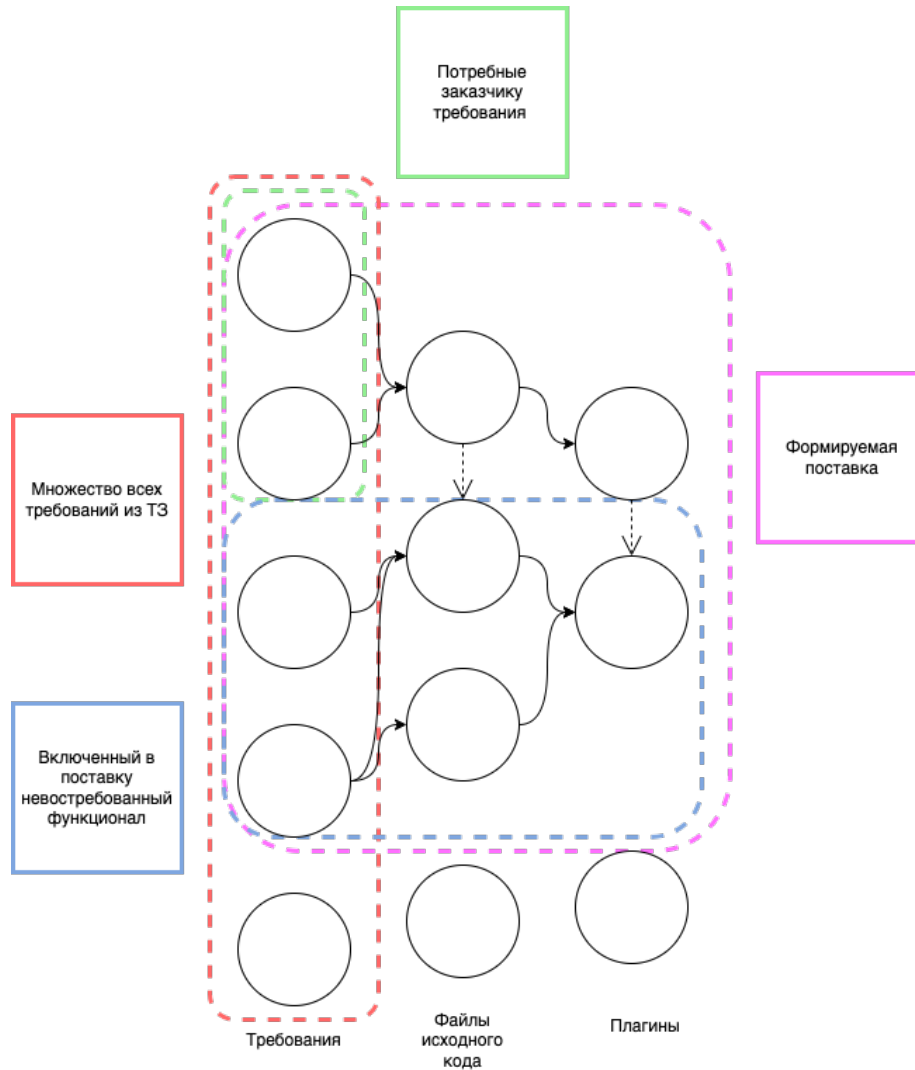 Потребные
заказчику
требования
Множество всех
требований из ТЗ
Формируемая
поставка
Включенный в
поставку
невостребованный
функционал
Требования
Файлы
исходного
кода
Плагины